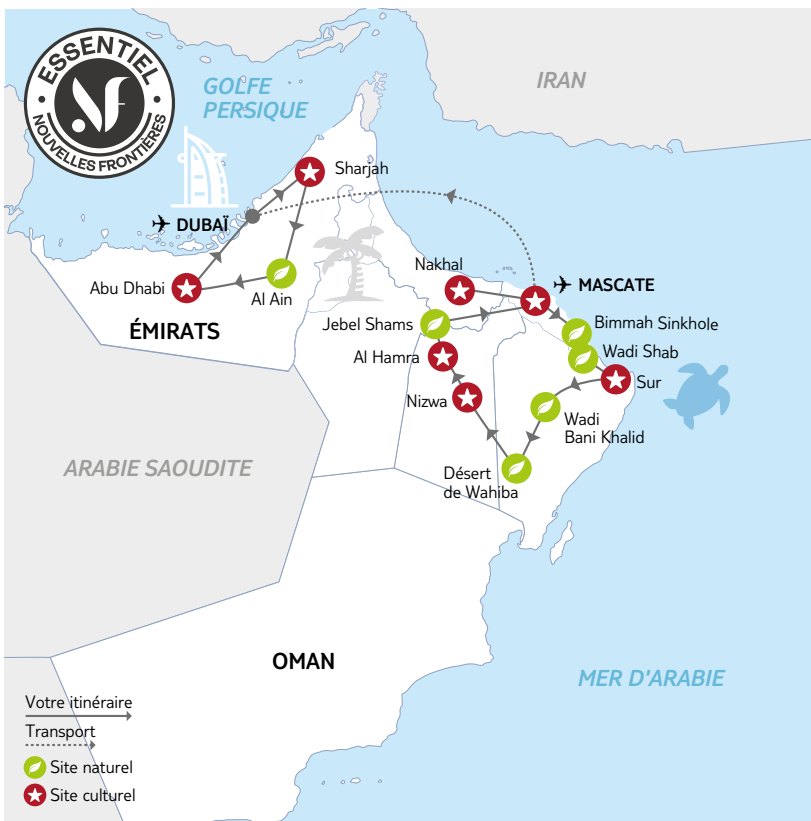 ESSENTIEL
NF
NOUVELLES FRONTIÈRES
GOLFE
PERSIQUE
IRAN
Sharjah
DUBAÏ
Abu Dhabi
Al Ain
ÉMIRATS
Nakhal
MASCATE
Jebel Shams
Bimmah Sinkhole
Al Hamra
Wadi Shab
Nizwa
Sur
Wadi
Bani Khalid
ARABIE SAOUDITE
Désert
de Wahiba
OMAN
MER D'ARABIE
Votre itinéraire
Transport
Site naturel
Site culturel